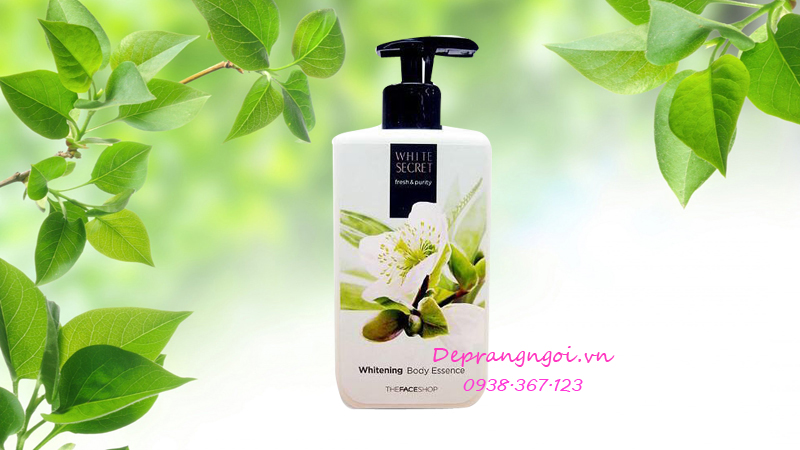 WHITE
SECRET
fresh & purity
Deprangngoi.vn
Whitening Body Essence
0938·367·123
THEFACESHOP